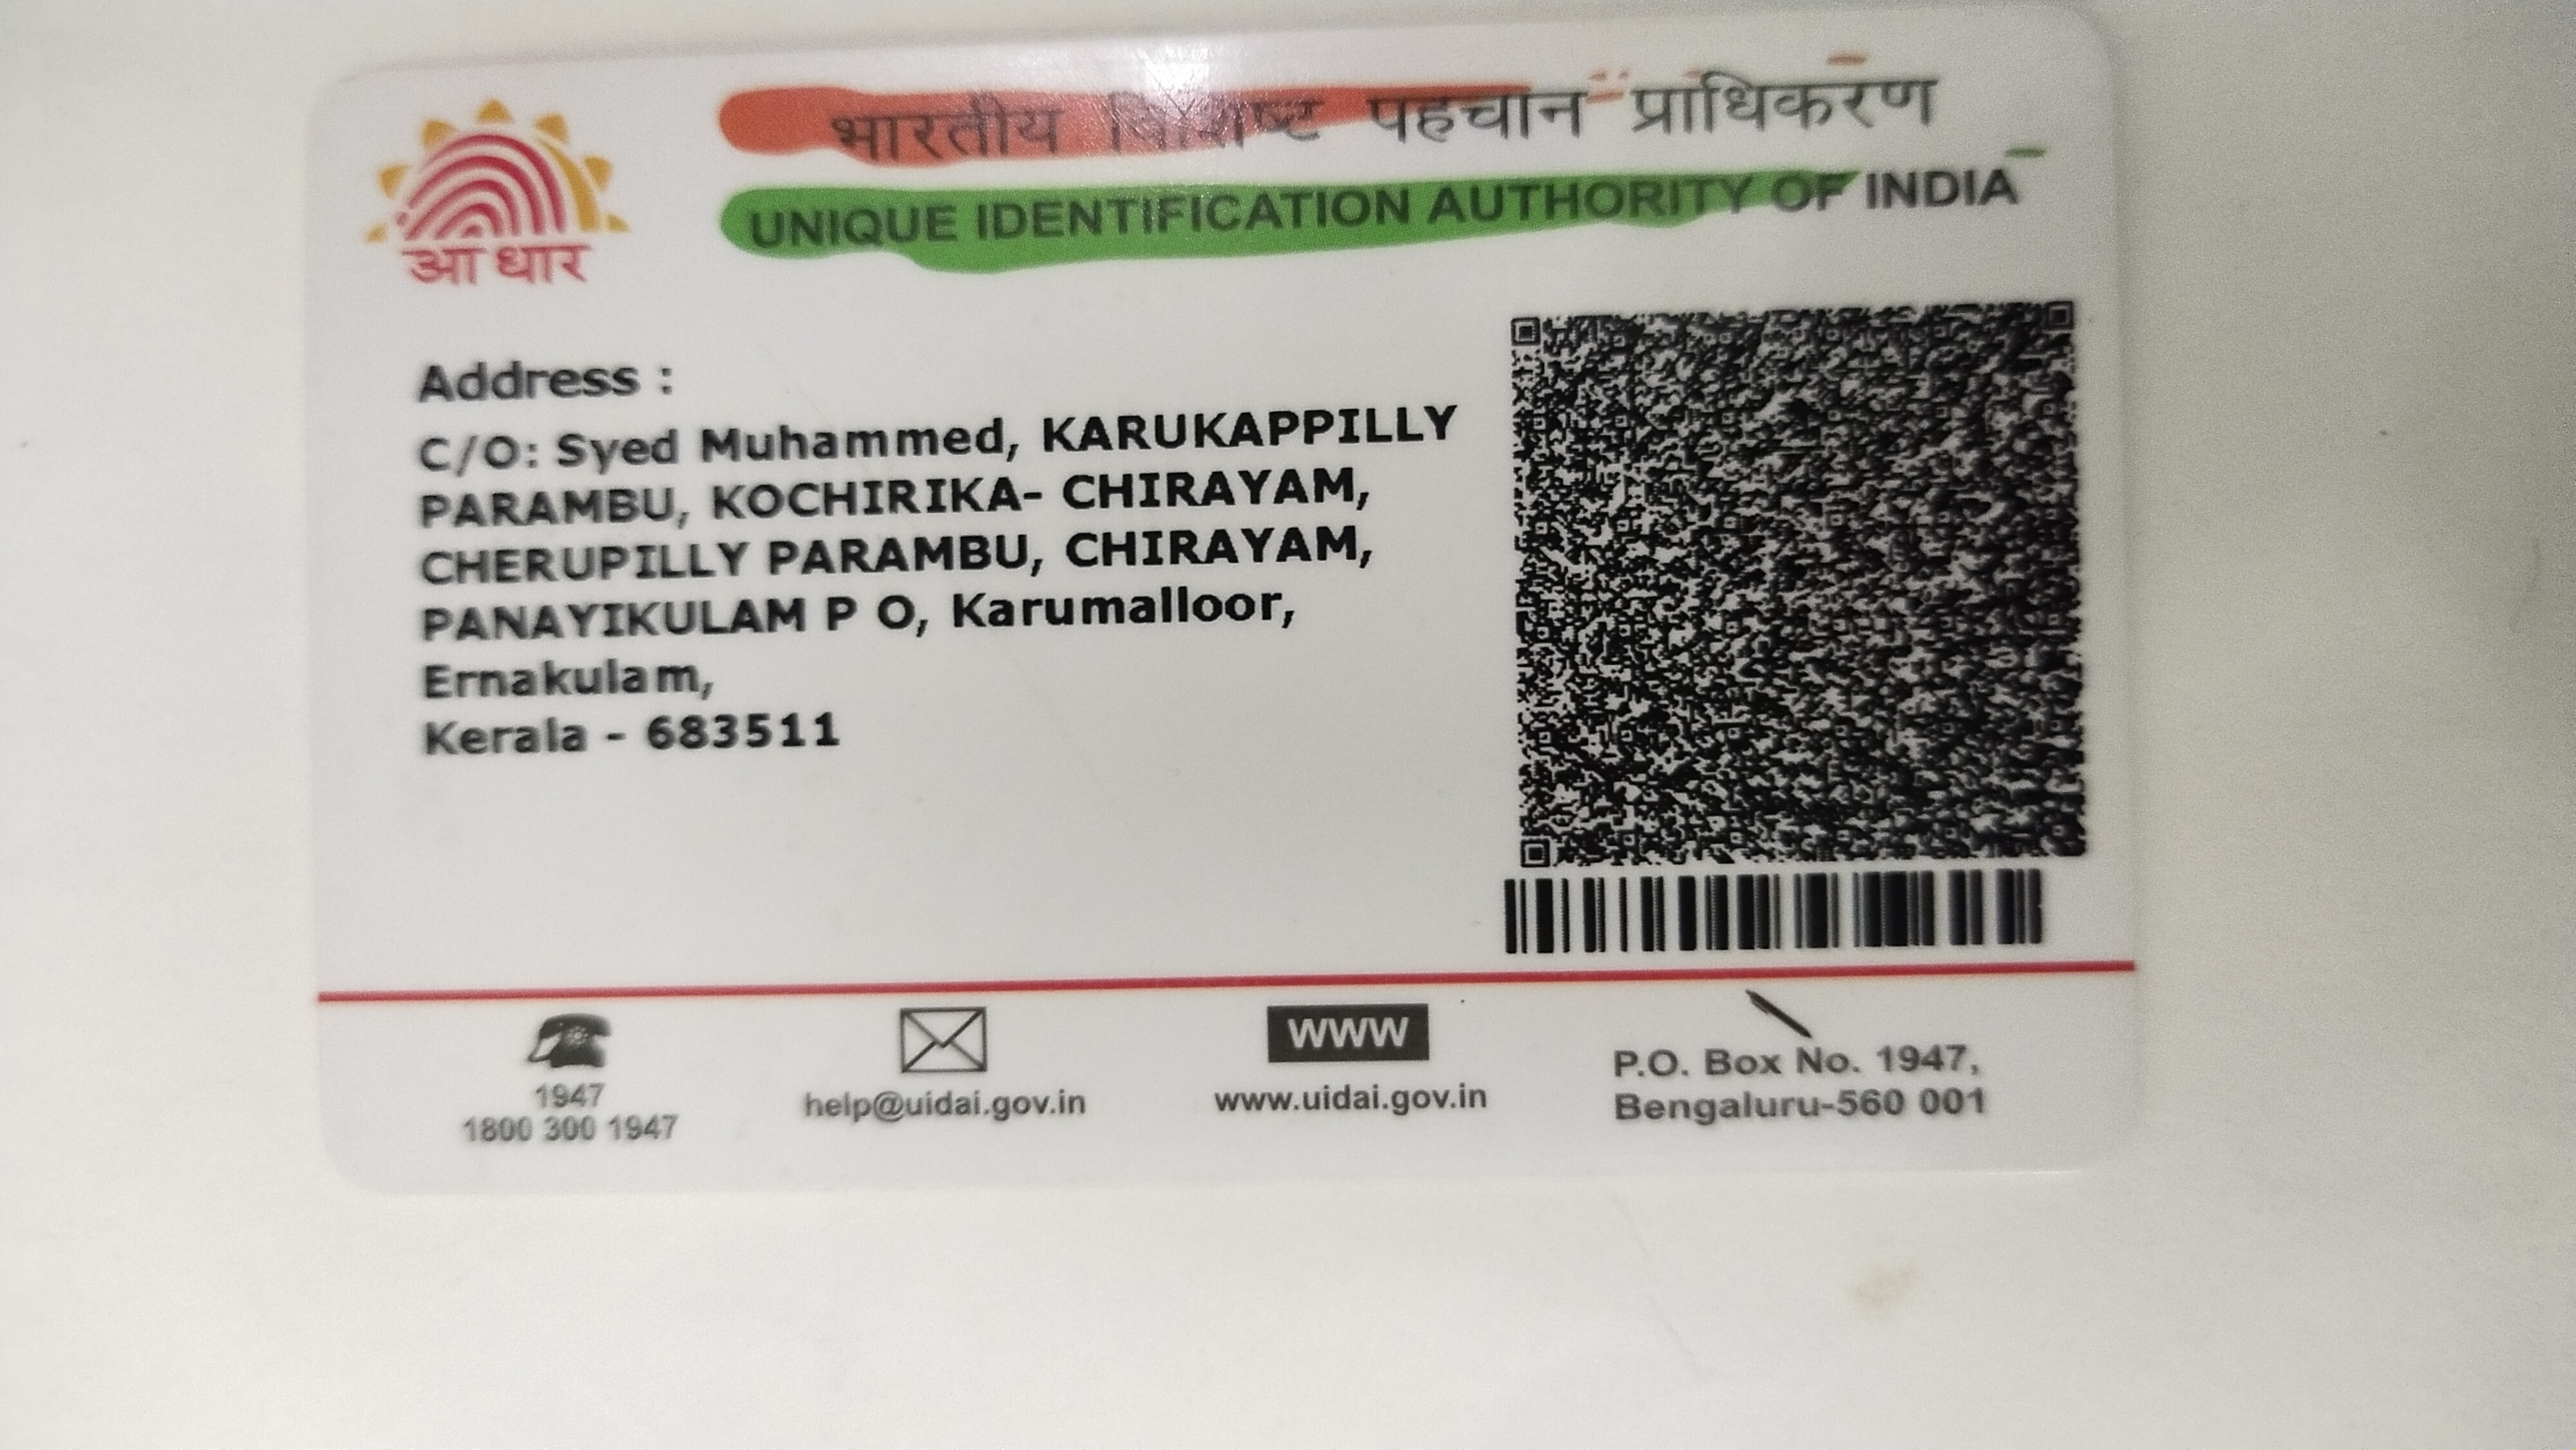 भारतीय विशिष्ट पहचान प्राधिकरण
UNIQUE IDENTIFICATION AUTHORITY OF INDIA
आधार
Address :
C/O: Syed Muhammed, KARUKAPPILLY
PARAMBU, KOCHIRIKA- CHIRAYAM,
CHERUPILLY PARAMBU, CHIRAYAM,
PANAYIKULAM P O, Karumalloor,
Ernakulam,
Kerala - 683511
1947
1800 300 1947
help@uidai.gov.in
WWW
www.uidai.gov.in
P.O. Box No. 1947,
Bengaluru-560 001